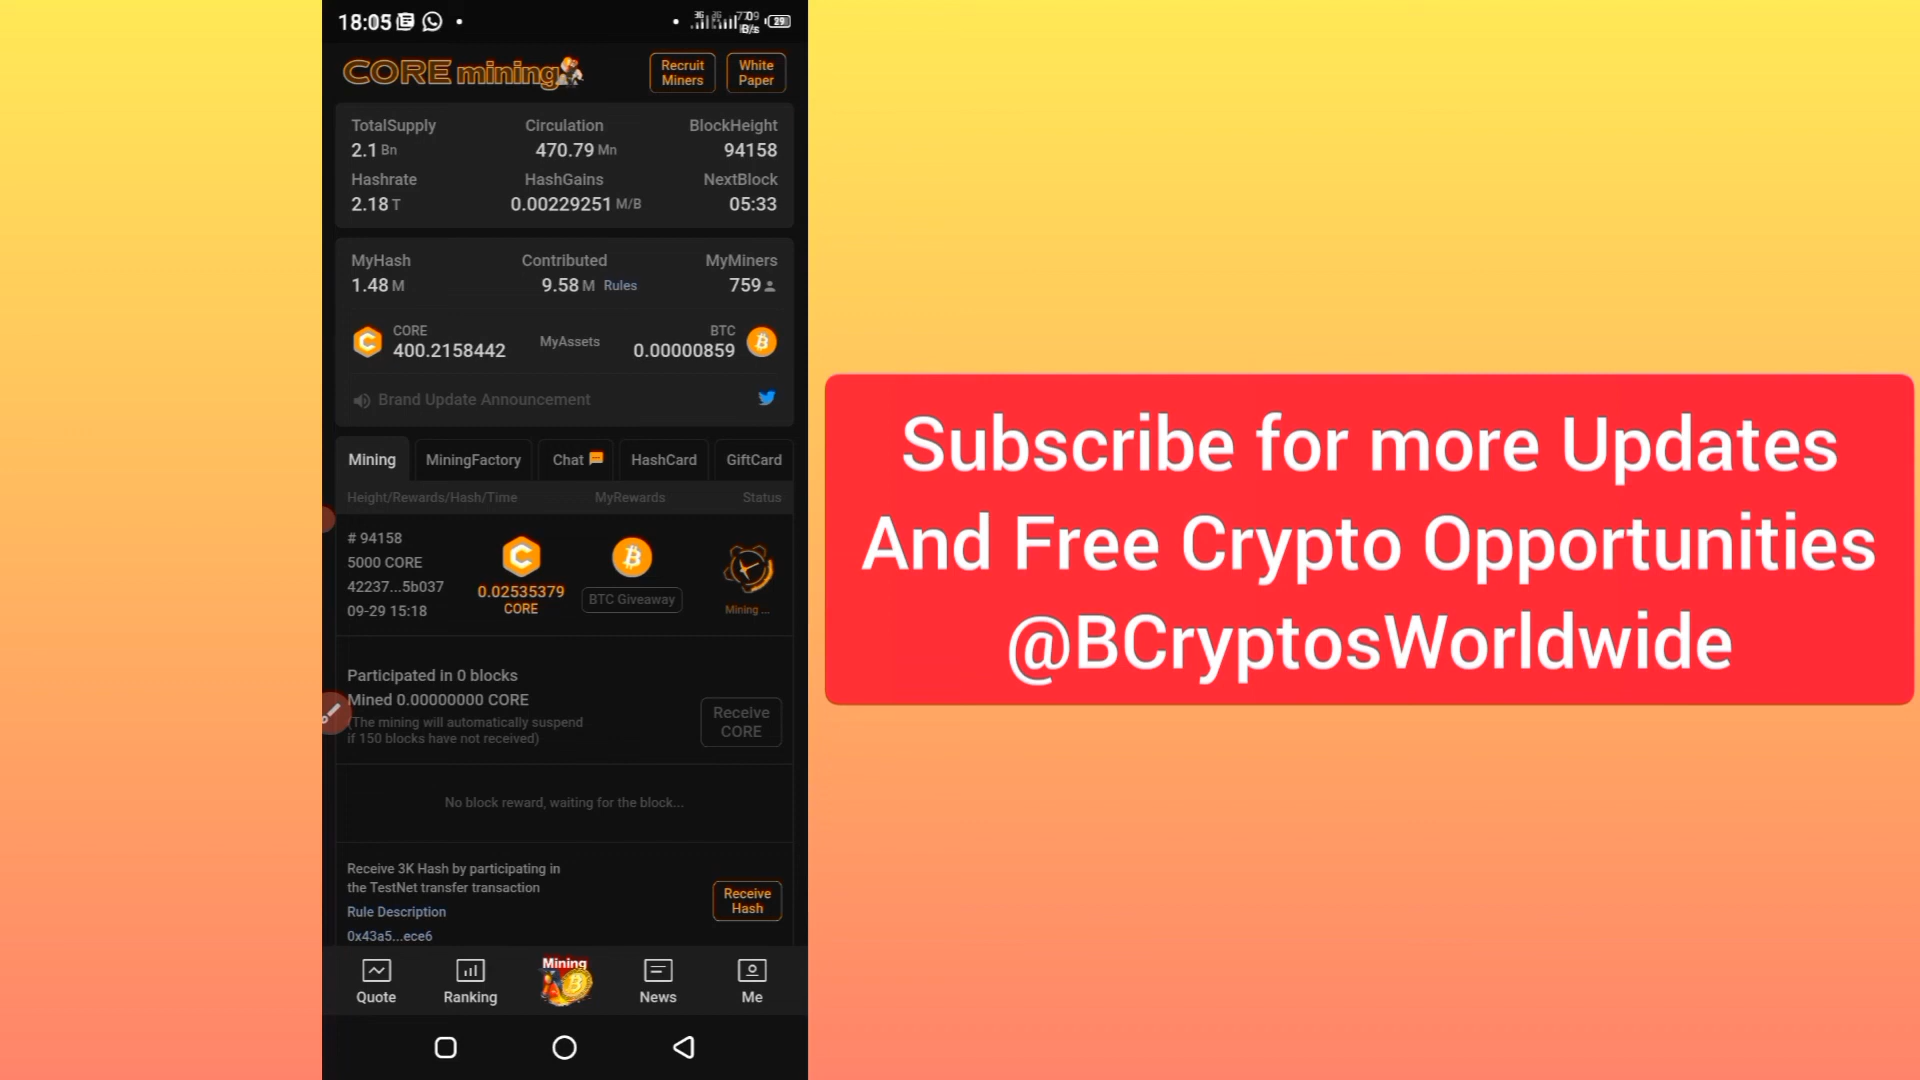 18:05
29
CORE mining
Recruit Miners
White Paper
TotalSupply Circulation BlockHeight
2.1 Bn 470.79 Mn 94158
Hashrate HashGains NextBlock
2.18 T 0.00229251 M/B 05:33
MyHash Contributed MyMiners
1.48 M 9.58 M Rules 759
CORE BTC
400.2158442 MyAssets 0.00000859
Brand Update Announcement
Mining MiningFactory Chat HashCard GiftCard
Height/Rewards/Hash/Time MyRewards Status
# 94158
5000 CORE
42237...5b037
09-29 15:18
0.02535379
CORE
BTC Giveaway
Mining ...
Participated in 0 blocks
Mined 0.00000000 CORE
(The mining will automatically suspend
if 150 blocks have not received)
Receive
CORE
No block reward, waiting for the block...
Receive 3K Hash by participating in
the TestNet transfer transaction
Rule Description
0x43a5...ece6
Receive
Hash
Mining
Quote Ranking News Me
Subscribe for more Updates
And Free Crypto Opportunities
@BCryptosWorldwide